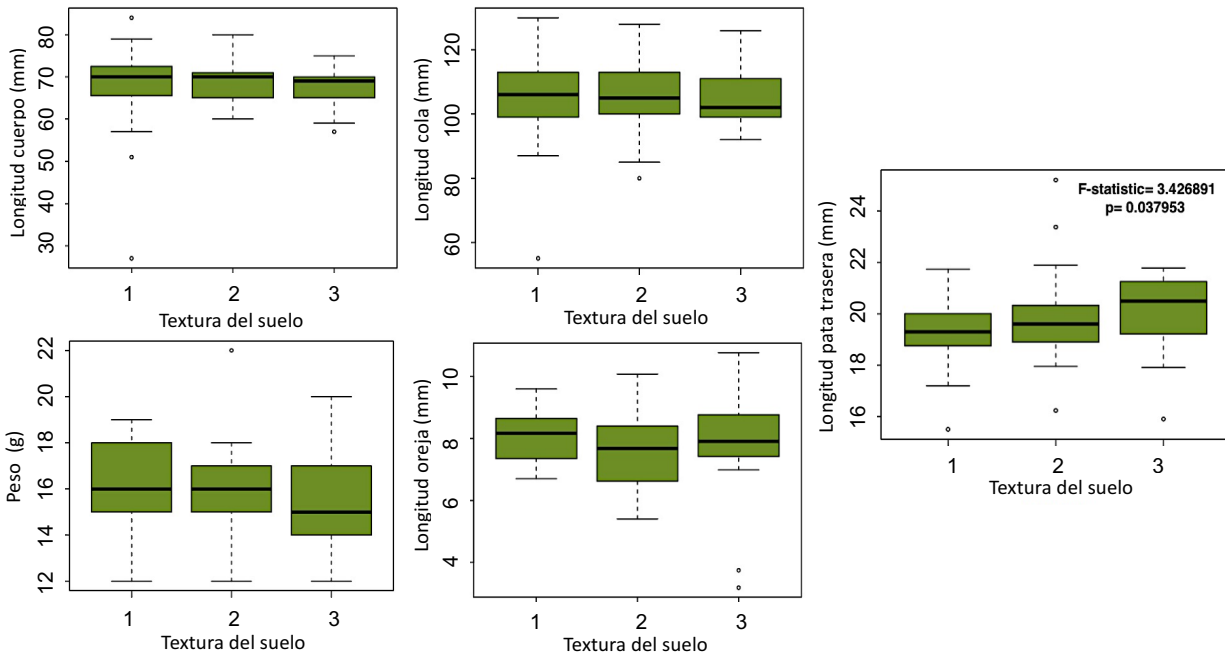 Longitud cuerpo (mm)
80
70
60
50
40
30
1 2 3
Textura del suelo
Longitud cola (mm)
120
100
80
60
1 2 3
Textura del suelo
Longitud pata trasera (mm)
24
22
20
18
16
F-statistic= 3.426891
p= 0.037953
1 2 3
Textura del suelo
Peso (g)
22
20
18
16
14
12
1 2 3
Textura del suelo
Longitud oreja (mm)
10
8
6
4
1 2 3
Textura del suelo